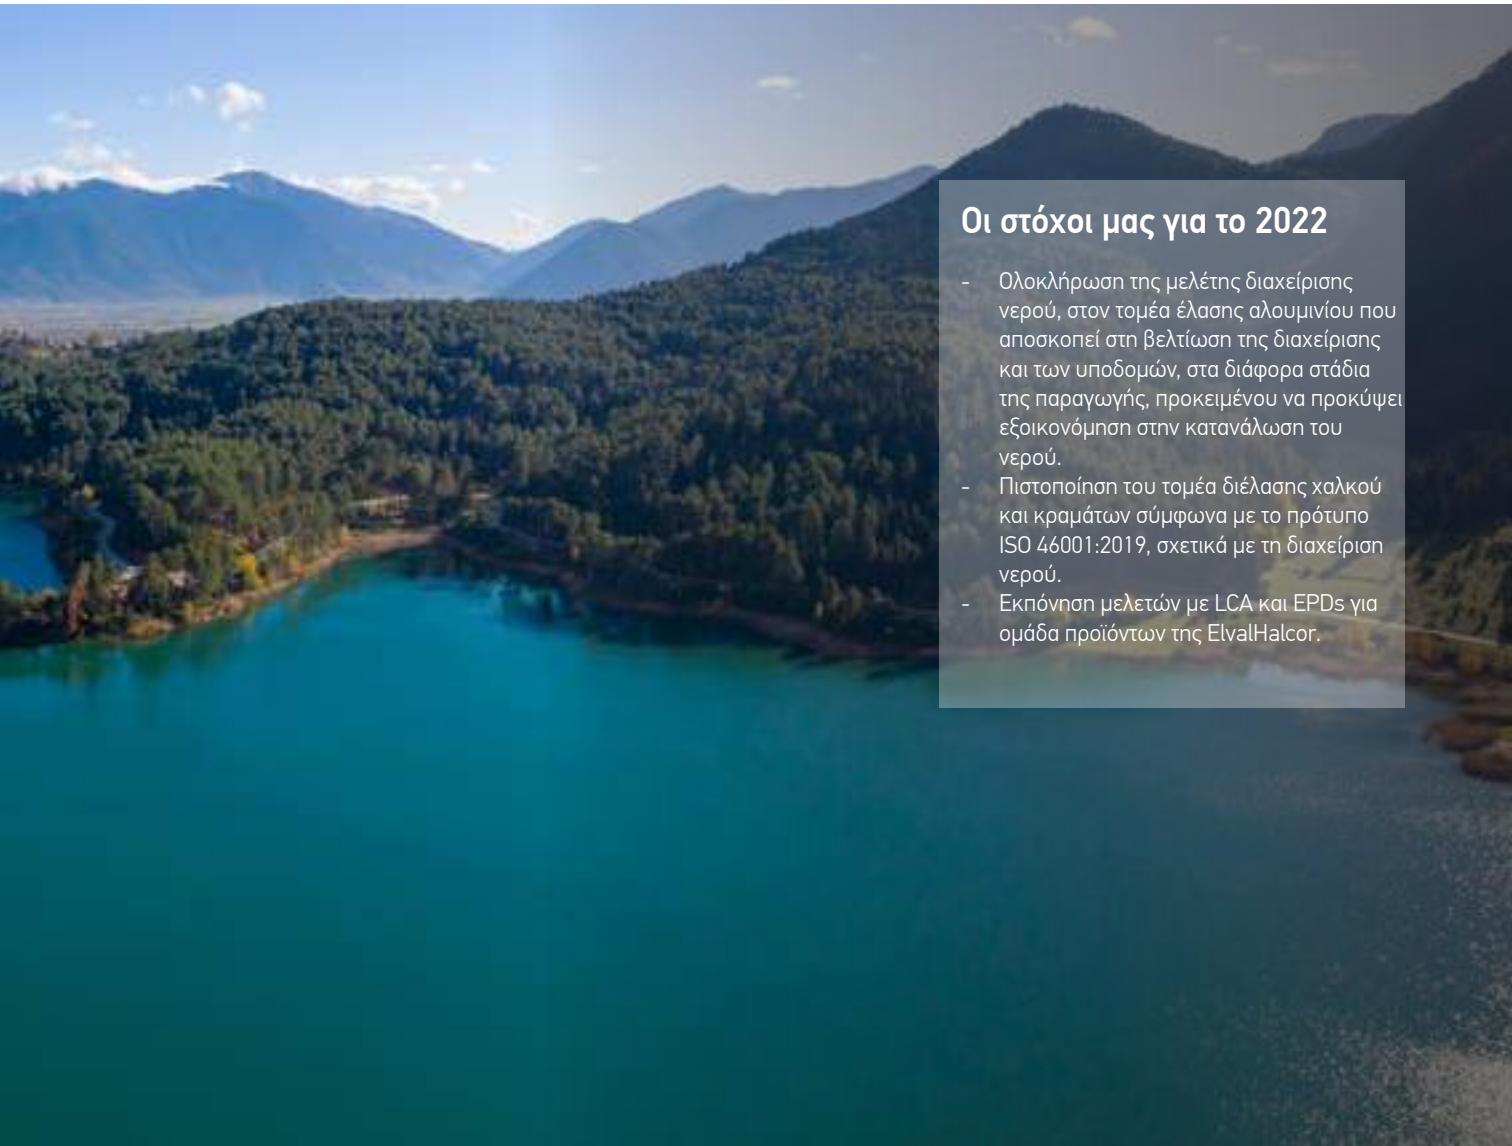 Οι στόχοι μας για το 2022
- Ολοκλήρωση της μελέτης διαχείρισης
νερού, στον τομέα έλασης αλουμινίου που
αποσκοπεί στη βελτίωση της διαχείρισης
και των υποδομών, στα διάφορα στάδια
της παραγωγής, προκειμένου να προκύψει
εξοικονόμηση στην κατανάλωση του
νερού.
- Πιστοποίηση του τομέα διέλασης χαλκού
και κραμάτων σύμφωνα με το πρότυπο
ISO 46001:2019, σχετικά με τη διαχείριση
νερού.
- Εκπόνηση μελετών με LCA και EPDs για
ομάδα προϊόντων της ElvalHalcor.